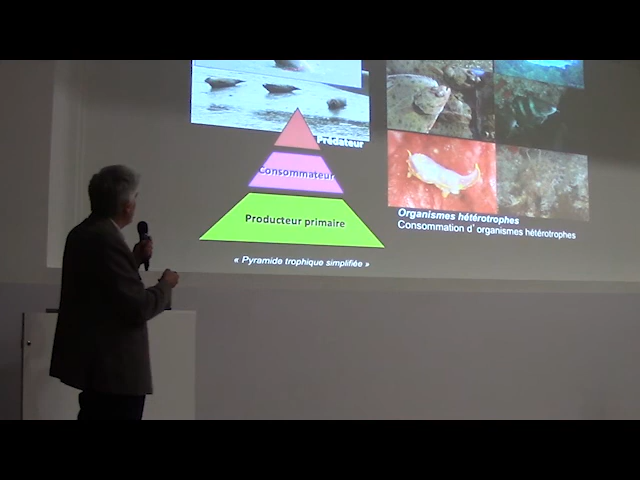 Prédateur
Consommateur
Producteur primaire
« Pyramide trophique simplifiée »
Organismes hétérotrophes
Consommation d' organismes hétérotrophes